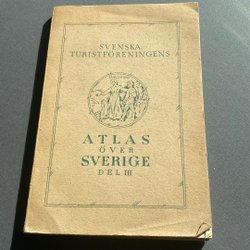 SVENSKA
TURISTFÖRENINGENS
ATLAS
ÖVER
SVERIGE
DEL III